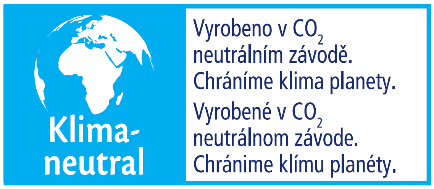 Klima-
neutral
Vyrobeno v CO₂
neutrálním závodě.
Chráníme klima planety.
Vyrobené v CO₂
neutrálnom závode.
Chránime klímu planéty.